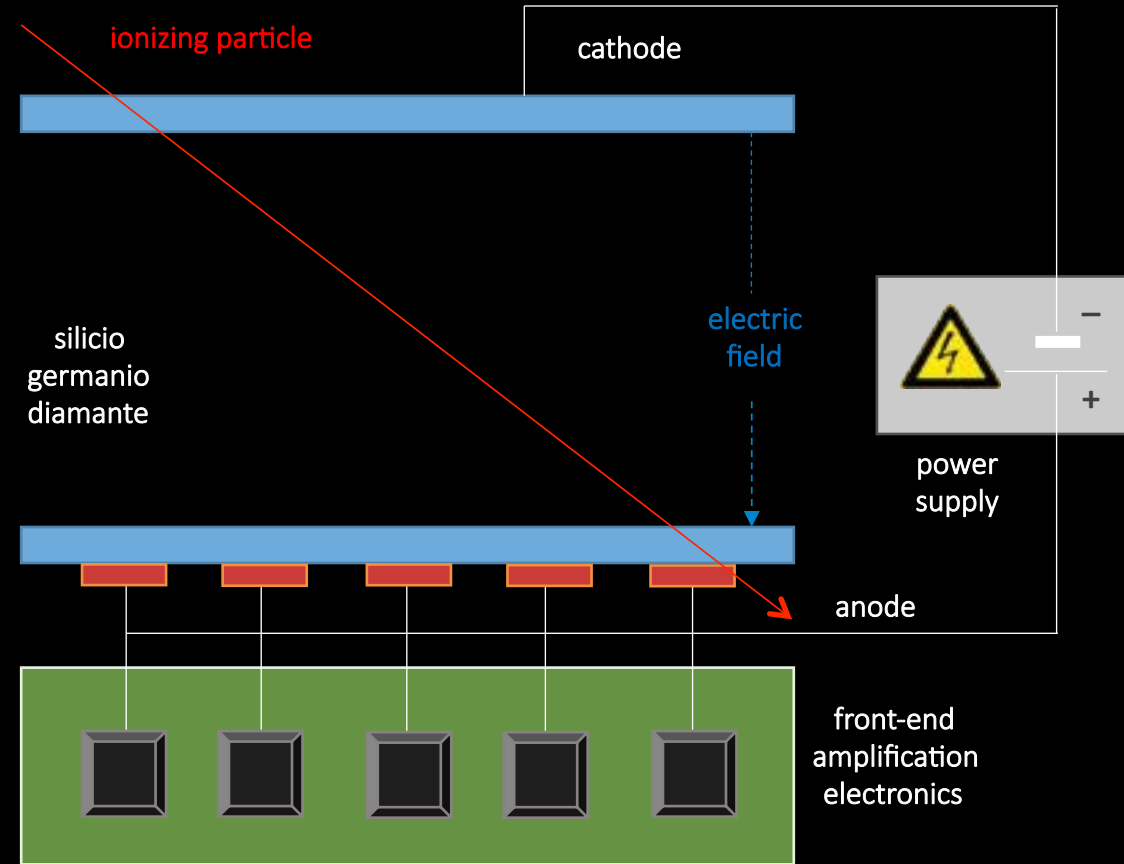 ionizing particle
cathode
silicio
germanio
diamante
electric
field
−
+
power
supply
anode
front-end
amplification
electronics